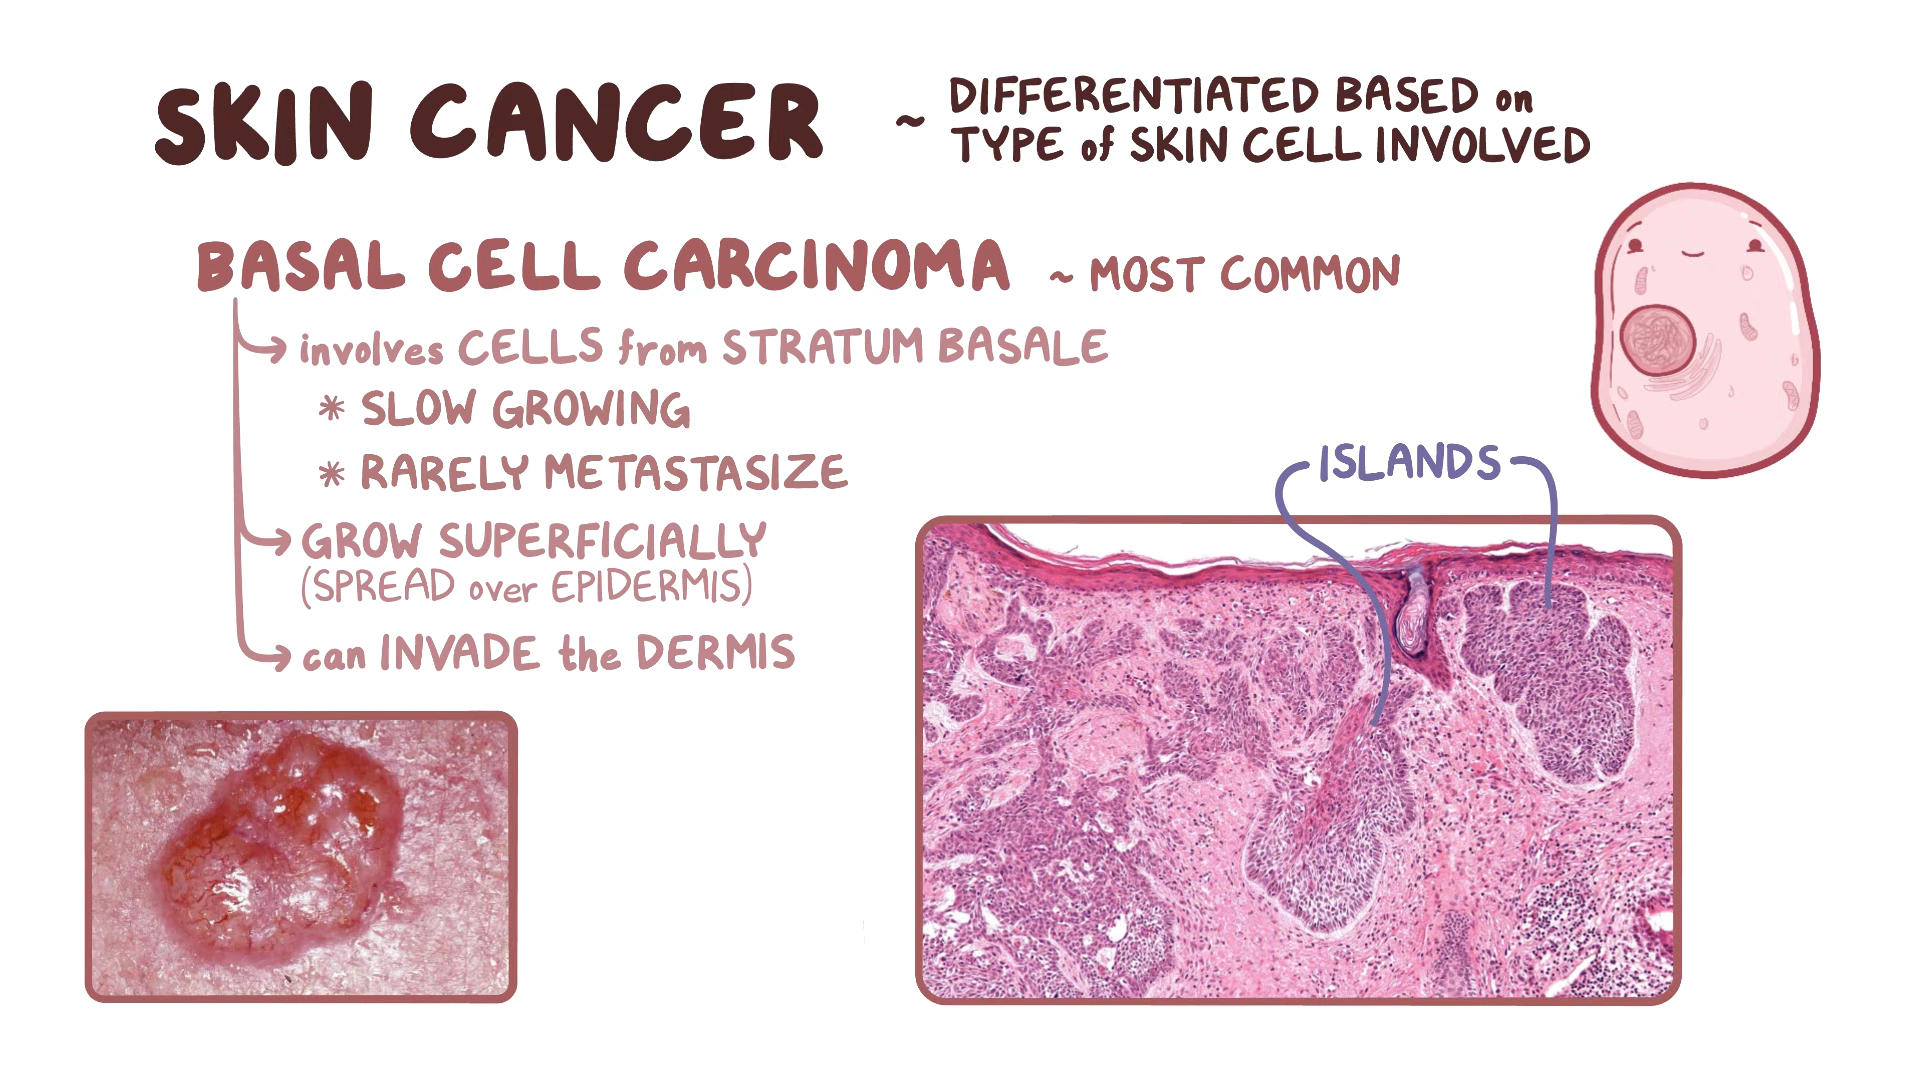 SKIN CANCER
~ DIFFERENTIATED BASED on
TYPE of SKIN CELL INVOLVED
BASAL CELL CARCINOMA ~ MOST COMMON
involves CELLS from STRATUM BASALE
* SLOW GROWING
* RARELY METASTASIZE
GROW SUPERFICIALLY
(SPREAD over EPIDERMIS)
can INVADE the DERMIS
ISLANDS